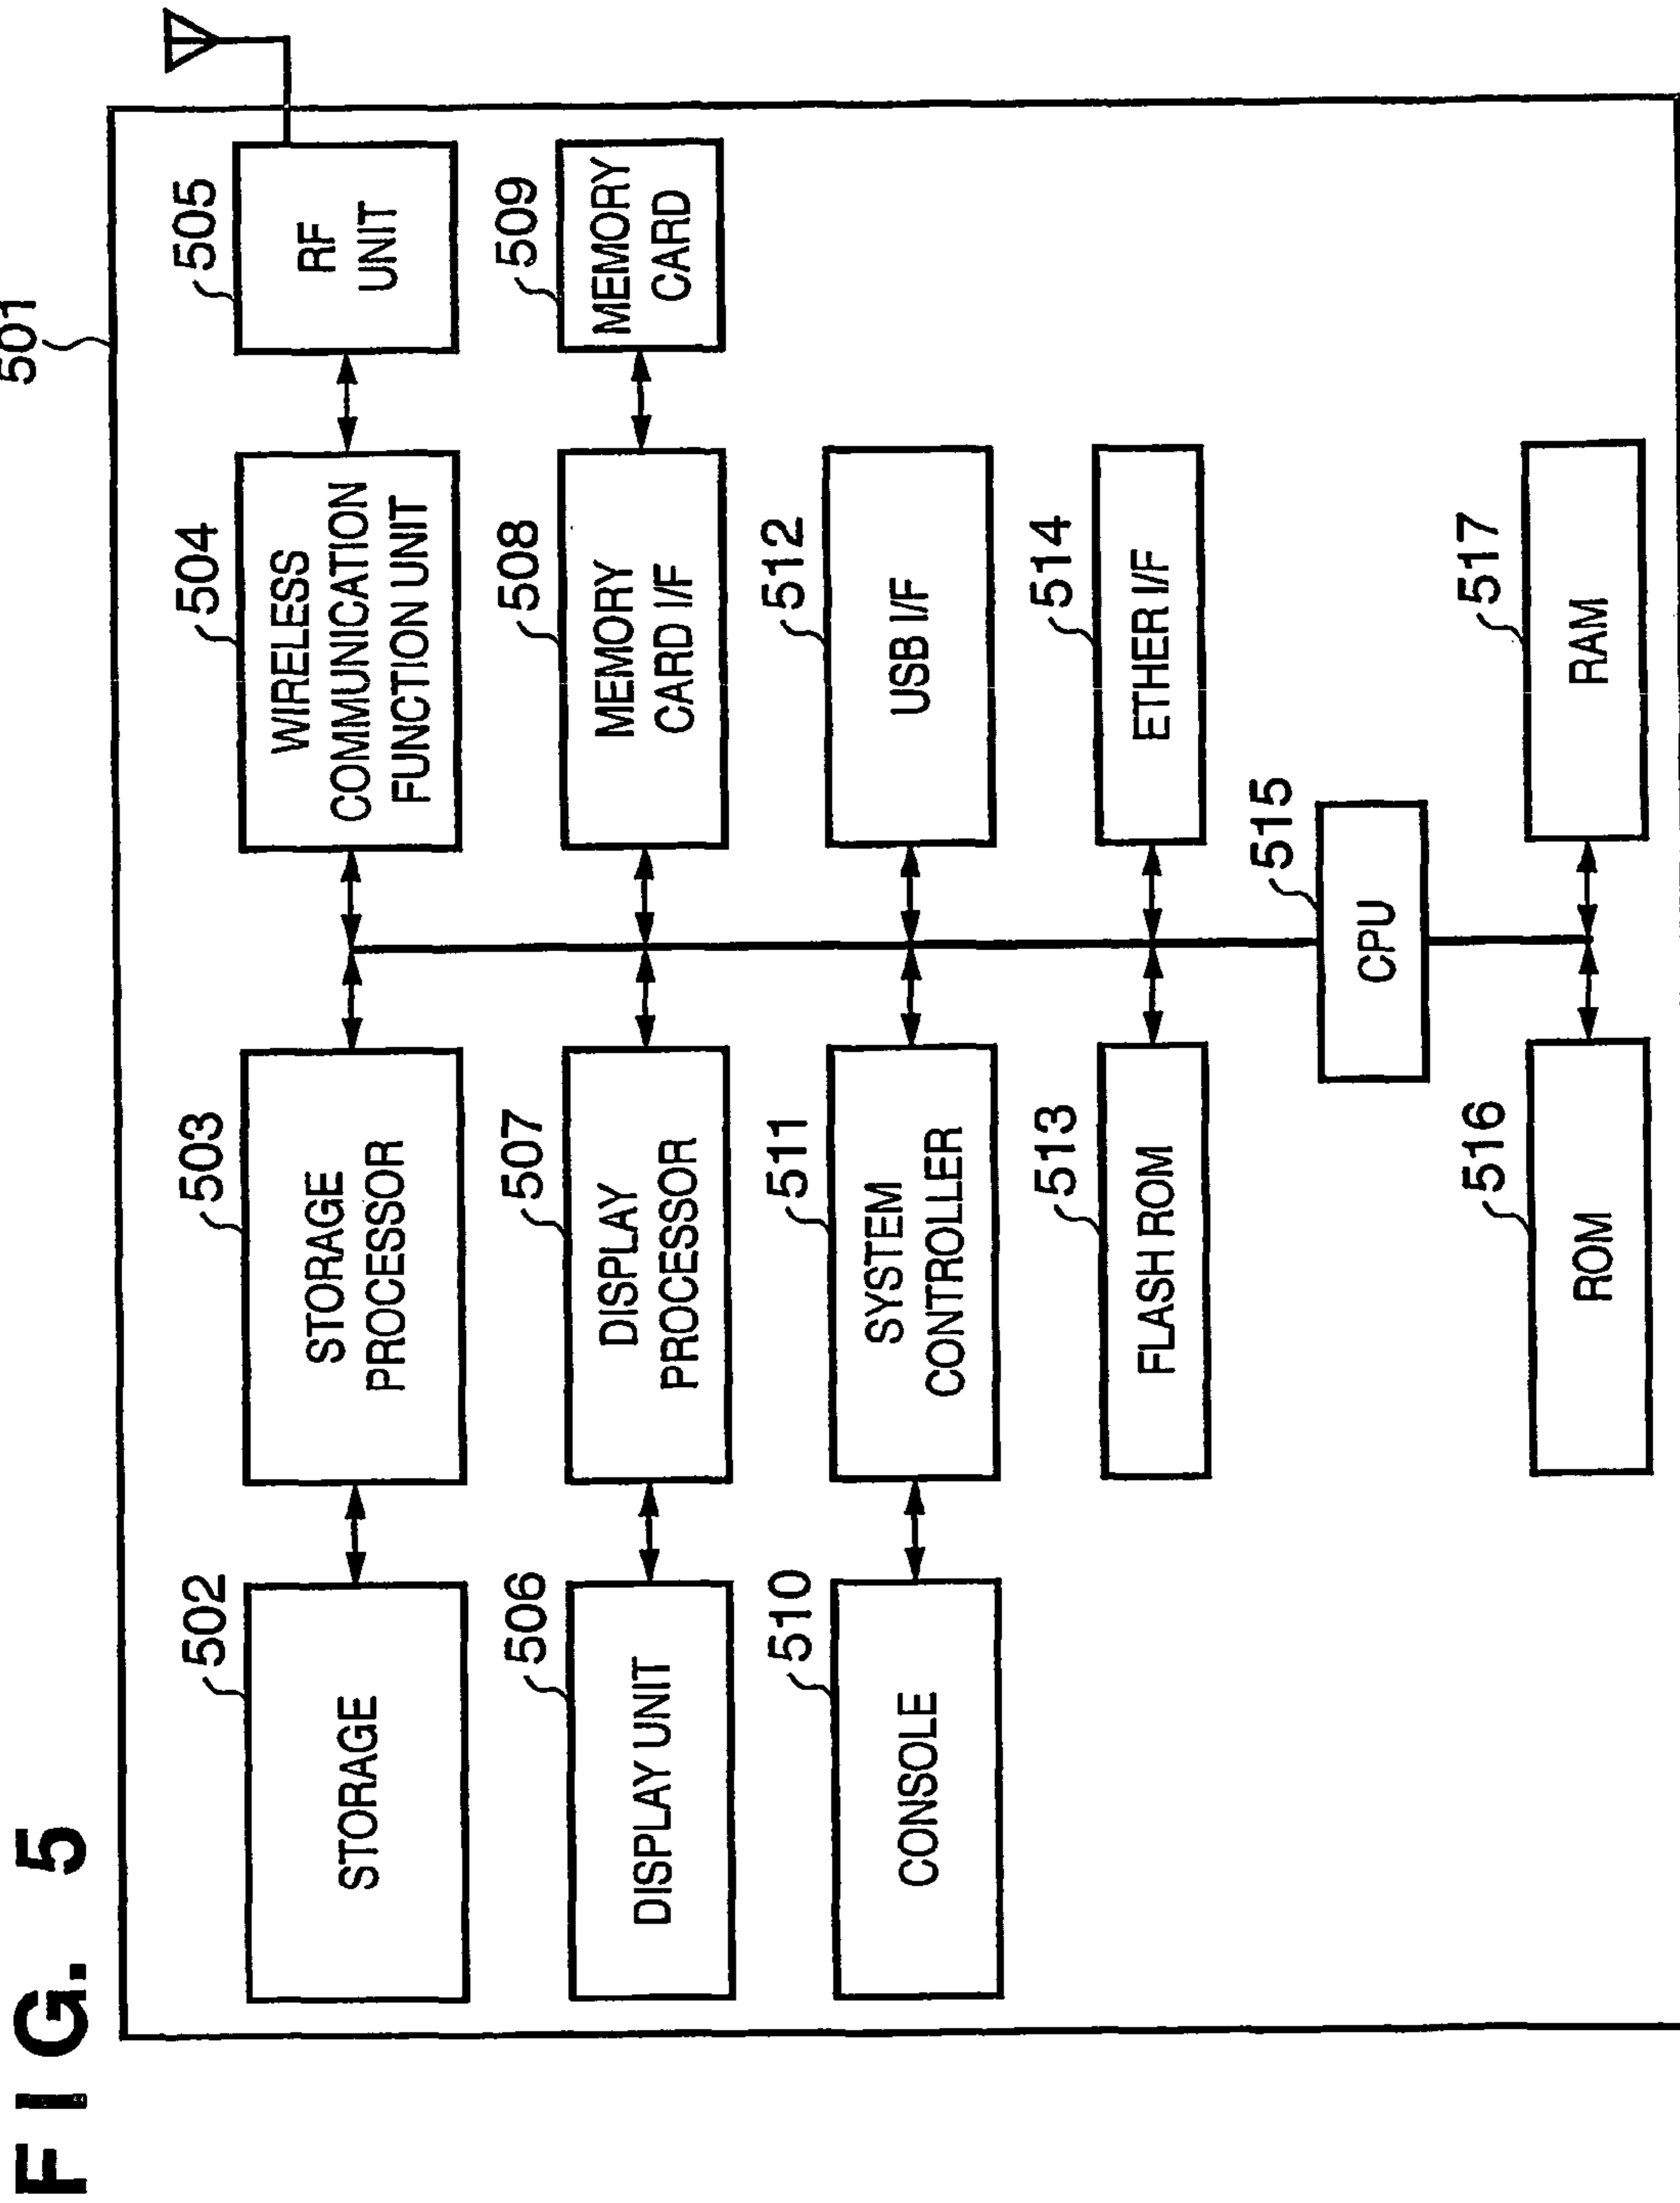 FIG. 5
501
502
503
504
505
STORAGE
STORAGE
PROCESSOR
WIRELESS
COMMUNICATION
FUNCTION UNIT
RF
UNIT
506
507
508
509
DISPLAY UNIT
DISPLAY
PROCESSOR
MEMORY
CARD I/F
MEMORY
CARD
510
511
512
CONSOLE
SYSTEM
CONTROLLER
USB I/F
513
514
FLASH ROM
ETHER I/F
515
CPU
516
517
ROM
RAM